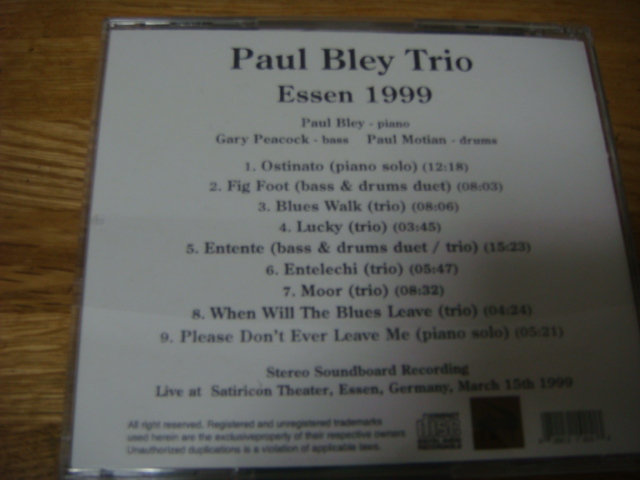 Paul Bley Trio
Essen 1999
Paul Bley - piano
Gary Peacock - bass Paul Motian - drums
1. Ostinato (piano solo) (12:18)
2. Fig Foot (bass & drums duet) (08:03)
3. Blues Walk (trio) (08:06)
4. Lucky (trio) (03:45)
5. Entente (bass & drums duet / trio) (15:23)
6. Entelechi (trio) (05:47)
7. Moor (trio) (08:32)
8. When Will The Blues Leave (trio) (04:24)
9. Please Don't Ever Leave Me (piano solo) (05:21)
Stereo Soundboard Recording
Live at Satiricon Theater, Essen, Germany, March 15th 1999
All right reserved. Registered and unregistered trademarks
used herein are the exclusiveproperty of their respective owners
Unauthorized duplications is a violation of applicable laws.
COMPACT
disc
DIGITAL AUDIO